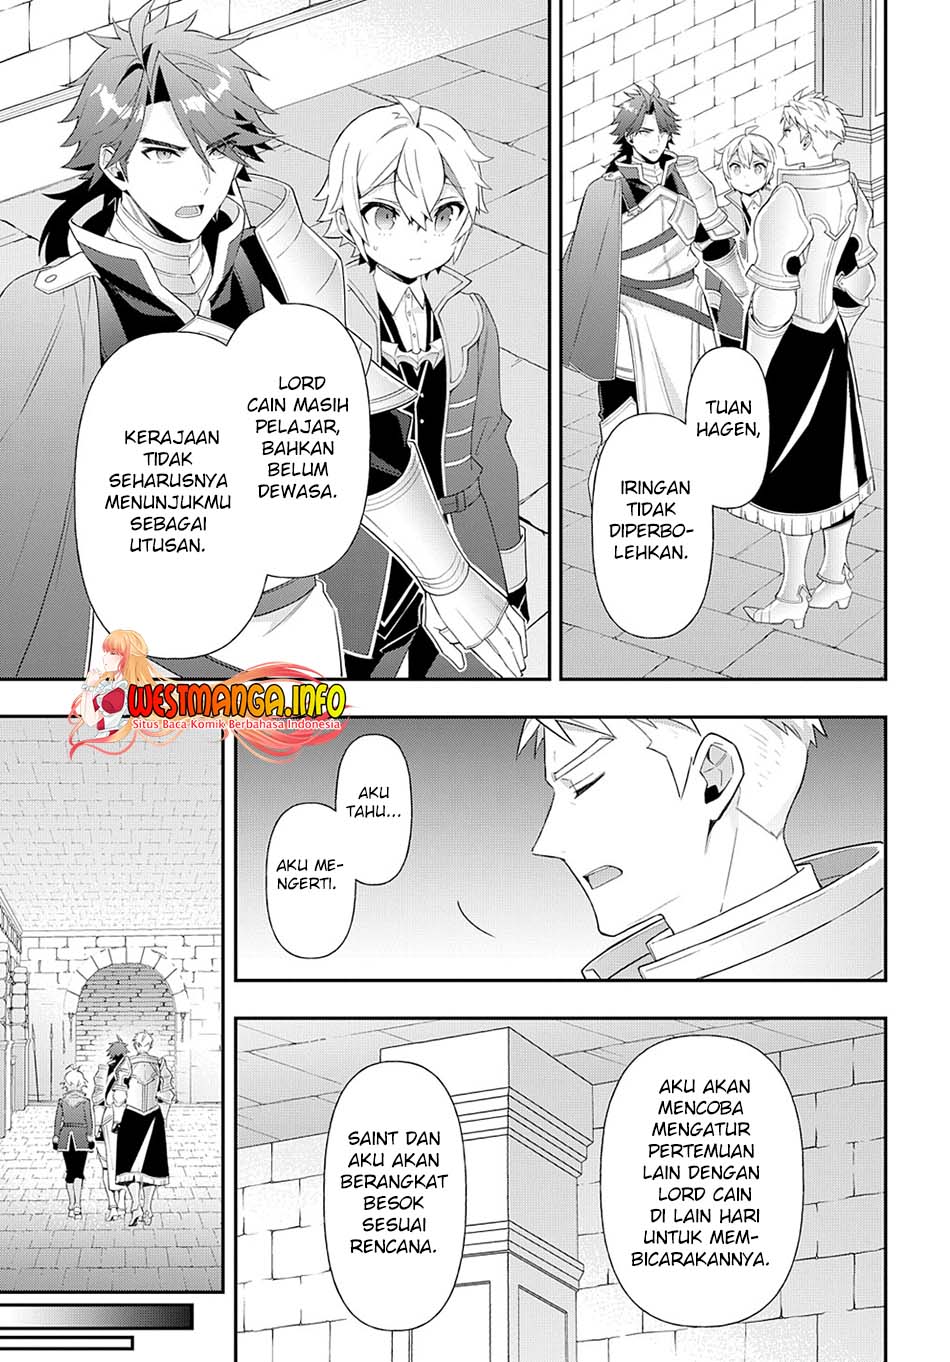 TUAN
HAGEN,
IRINGAN
TIDAK
DIPERBO-
LEHKAN.
LORD
CAIN MASIH
PELAJAR,
BAHKAN
BELUM
DEWASA.
KERAJAAN
TIDAK
SEHARUSNYA
MENUNJUKMU
SEBAGAI
UTUSAN.
WESTMANGA.INFO
Situs Baca Komik Berbahasa Indonesia
AKU
TAHU...
AKU ME-
NGERTI.
AKU AKAN
MENCOBA
MENGATUR
PERTEMUAN
LAIN DENGAN
LORD CAIN
DI LAIN HARI
UNTUK MEM-
BICARAKANNYA.
SAINT DAN
AKU AKAN
BERANGKAT
BESOK
SESUAI
RENCANA.